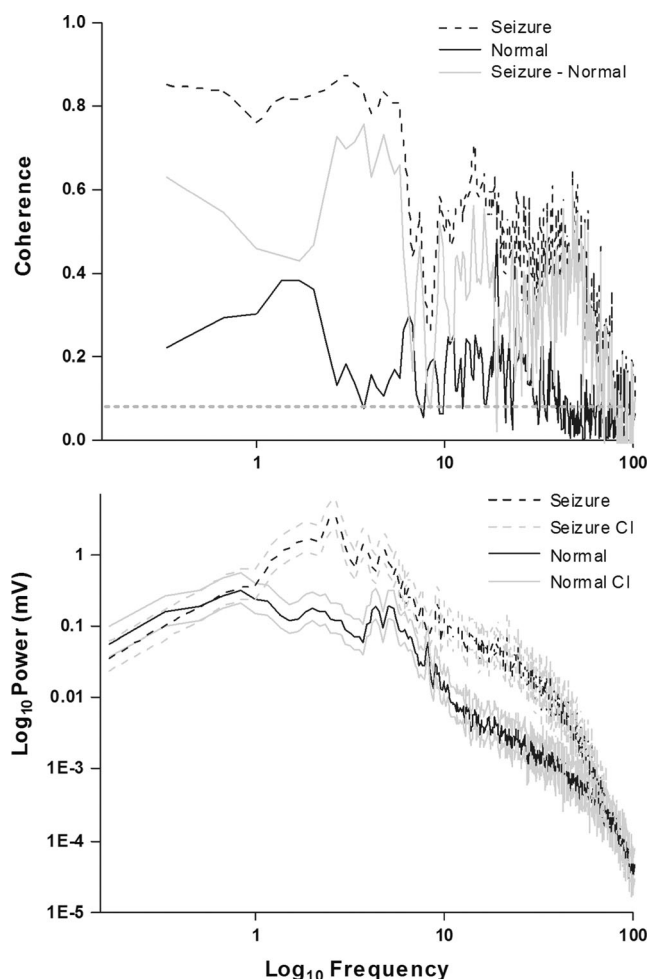 1.0
0.8
0.6
0.4
0.2
0.0
Coherence
Seizure
Normal
Seizure - Normal
1
10
100
1
0.1
0.01
1E-3
1E-4
1E-5
Log10 Power (mV)
Seizure
Seizure CI
Normal
Normal CI
1
10
100
Log10 Frequency